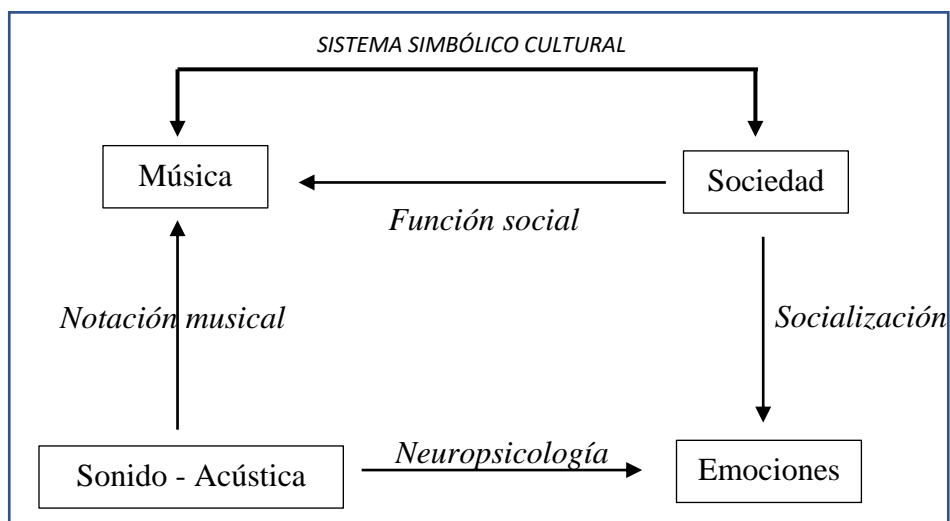 SISTEMA SIMBÓLICO CULTURAL
Música
Sociedad
Función social
Notación musical
Socialización
Neuropsicología
Sonido - Acústica
Emociones